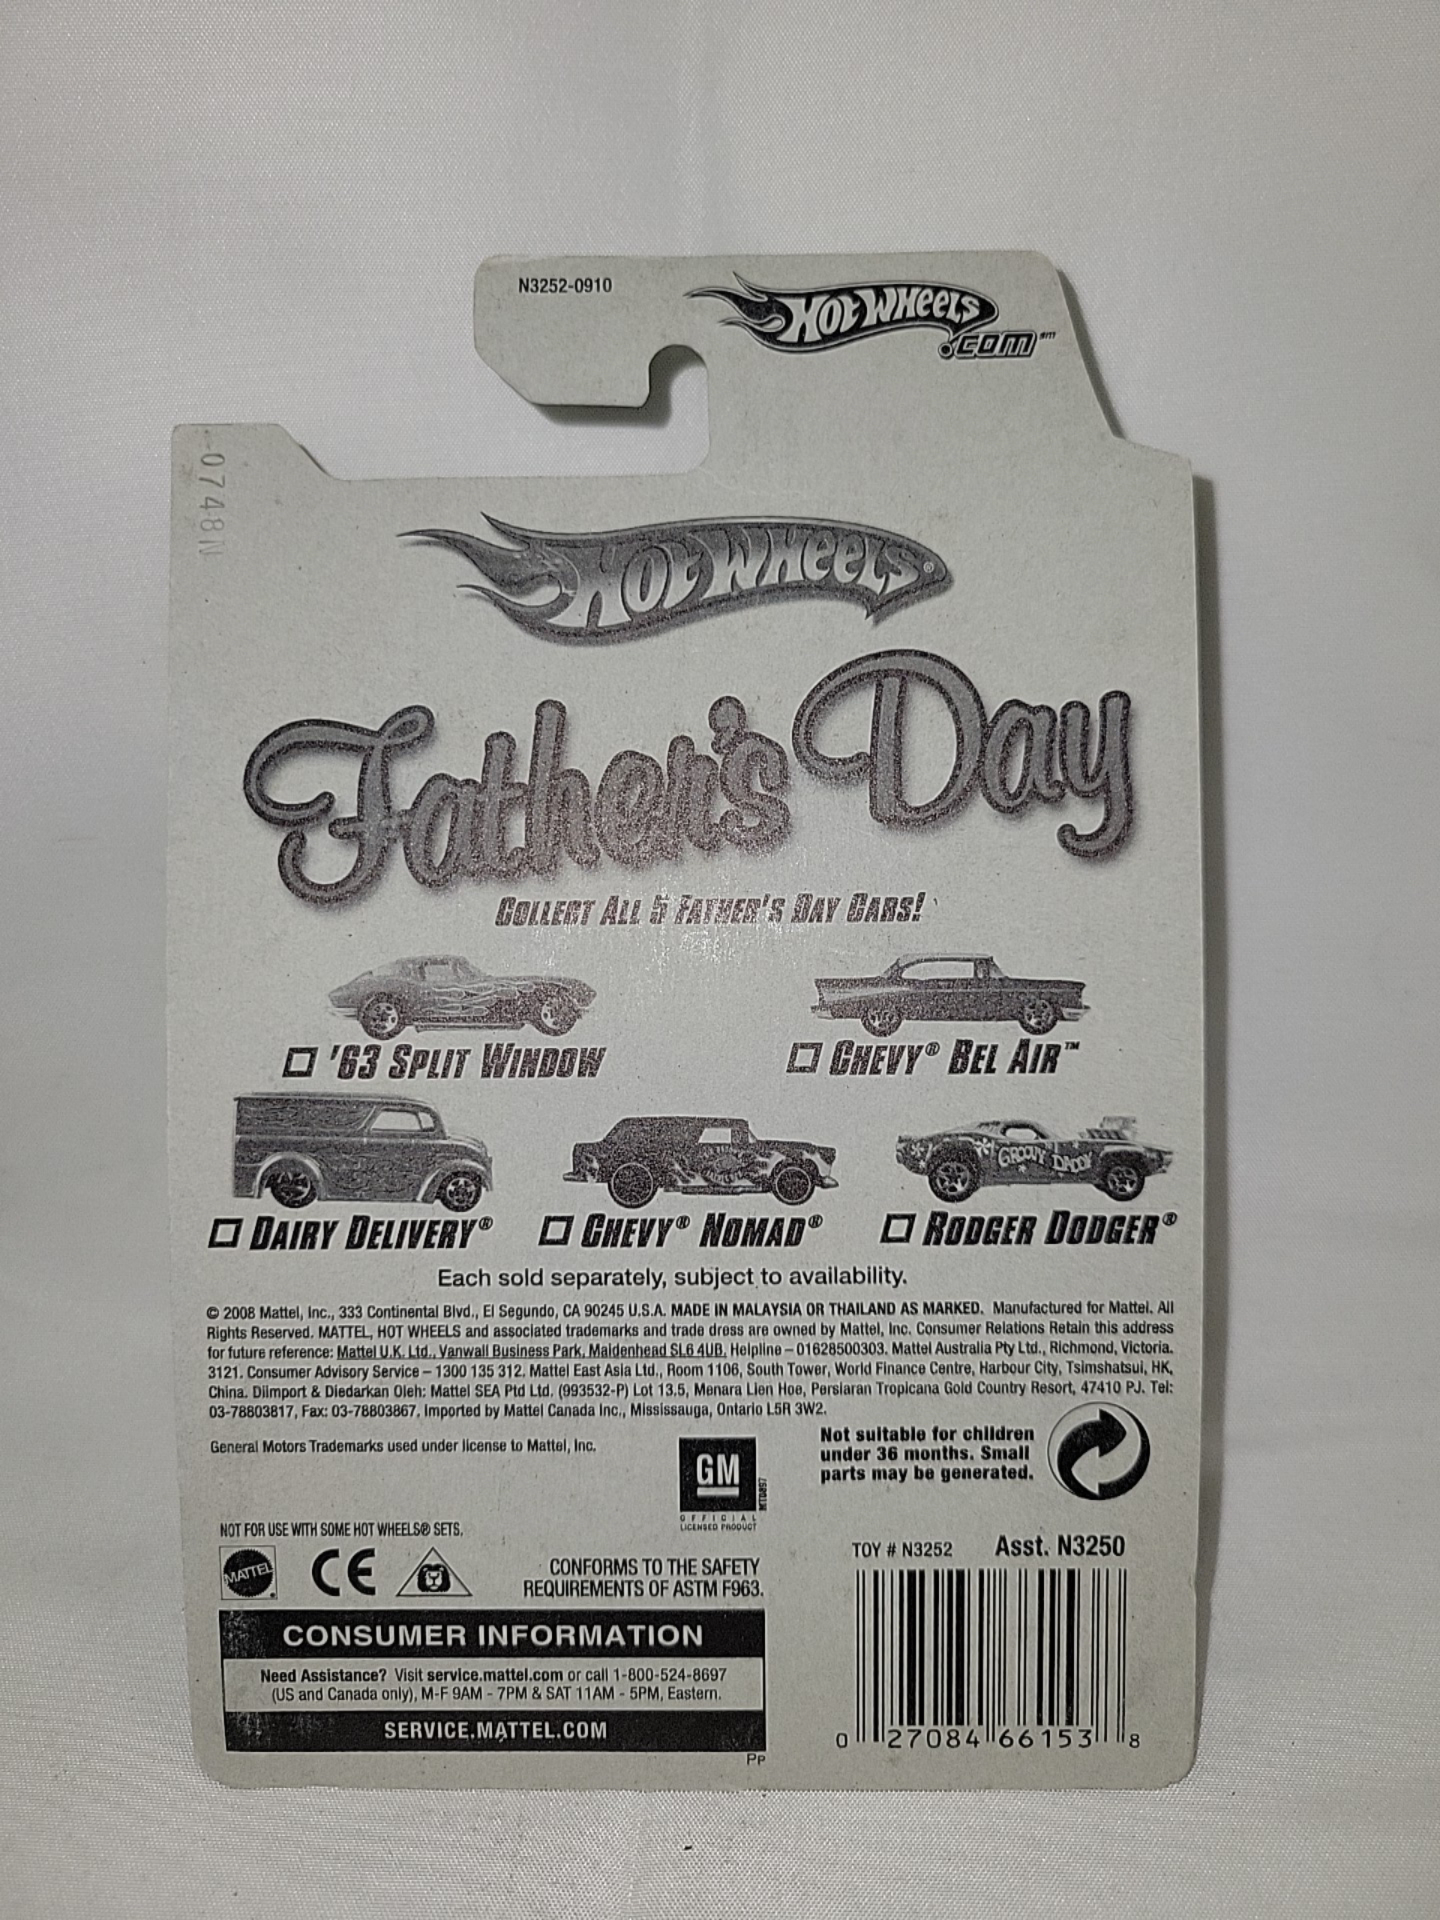 N3252-0910
HOT WHEELS
.COM℠
-0748N
HOT WHEELS®
Father's Day
COLLECT ALL 5 FATHER'S DAY CARS!
'63 SPLIT WINDOW
CHEVY® BEL AIR™
GROOVY DADDY
DAIRY DELIVERY®
CHEVY® NOMAD®
RODGER DODGER®
Each sold separately, subject to availability.
© 2008 Mattel, Inc., 333 Continental Blvd., El Segundo, CA 90245 U.S.A. MADE IN MALAYSIA OR THAILAND AS MARKED. Manufactured for Mattel. All
Rights Reserved. MATTEL, HOT WHEELS and associated trademarks and trade dress are owned by Mattel, Inc. Consumer Relations Retain this address
for future reference: Mattel U.K. Ltd., Vanwall Business Park, Maidenhead SL6 4UB. Helpline – 01628500303. Mattel Australia Pty Ltd., Richmond, Victoria.
3121. Consumer Advisory Service – 1300 135 312. Mattel East Asia Ltd., Room 1106, South Tower, World Finance Centre, Harbour City, Tsimshatsui, HK,
China. Diimport & Diedarkan Oleh: Mattel SEA Ptd Ltd. (993532-P) Lot 13.5, Menara Lien Hoe, Persiaran Tropicana Gold Country Resort, 47410 PJ. Tel:
03-78803817, Fax: 03-78803867. Imported by Mattel Canada Inc., Mississauga, Ontario L5R 3W2.
General Motors Trademarks used under license to Mattel, Inc.
GM
OFFICIAL
LICENSED PRODUCT
MT0897
Not suitable for children
under 36 months. Small
parts may be generated.
NOT FOR USE WITH SOME HOT WHEELS® SETS.
MATTEL
CE
CONFORMS TO THE SAFETY
REQUIREMENTS OF ASTM F963.
TOY # N3252 Asst. N3250
CONSUMER INFORMATION
Need Assistance? Visit service.mattel.com or call 1-800-524-8697
(US and Canada only), M-F 9AM - 7PM & SAT 11AM - 5PM, Eastern.
SERVICE.MATTEL.COM
PP
0 27084 66153 8